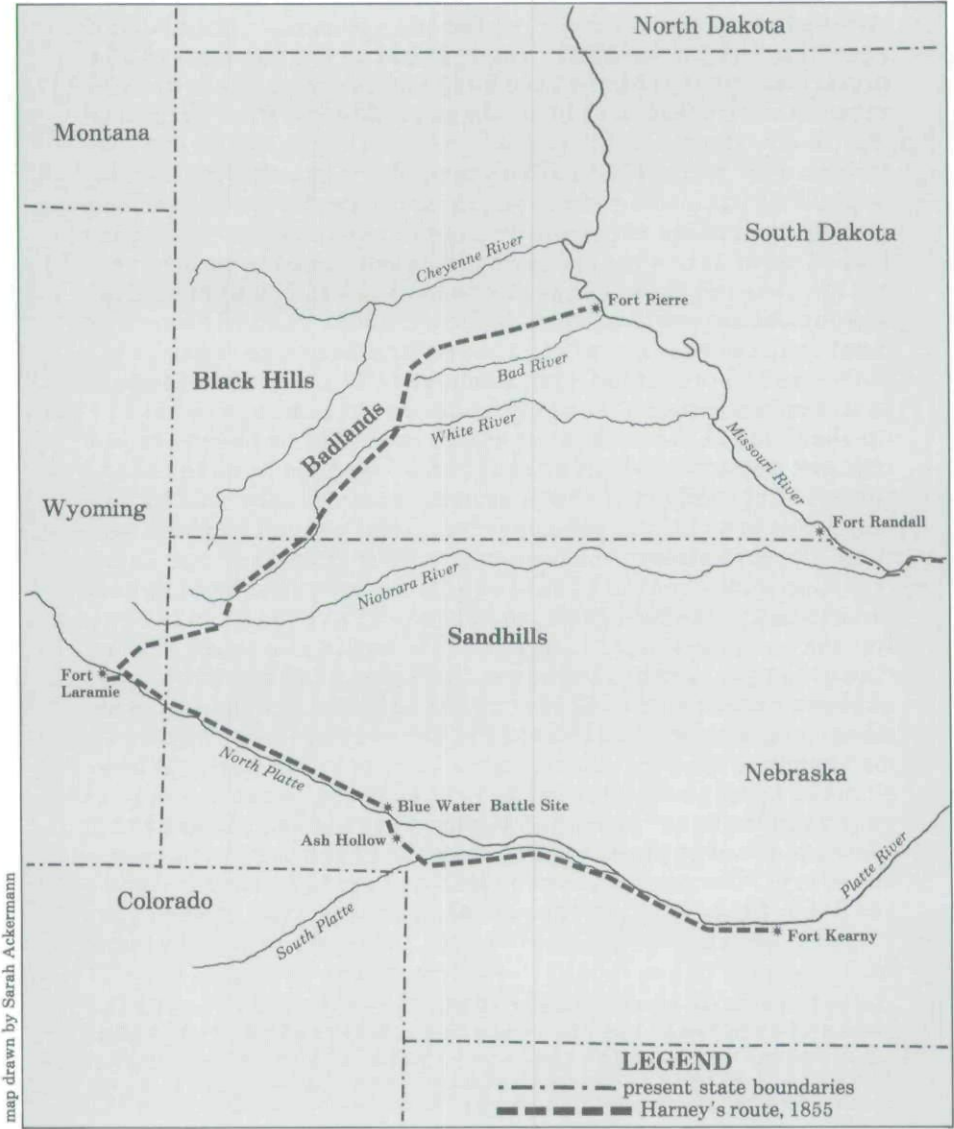 North Dakota
Montana
South Dakota
Cheyenne River
Fort Pierre
Bad River
Black Hills
Badlands
White River
Missouri River
Wyoming
Fort Randall
Niobrara River
Sandhills
Fort
Laramie
North Platte
Nebraska
Blue Water Battle Site
Ash Hollow
Platte River
Colorado
South Platte
Fort Kearny
LEGEND
present state boundaries
Harney's route, 1855
map drawn by Sarah Ackermann